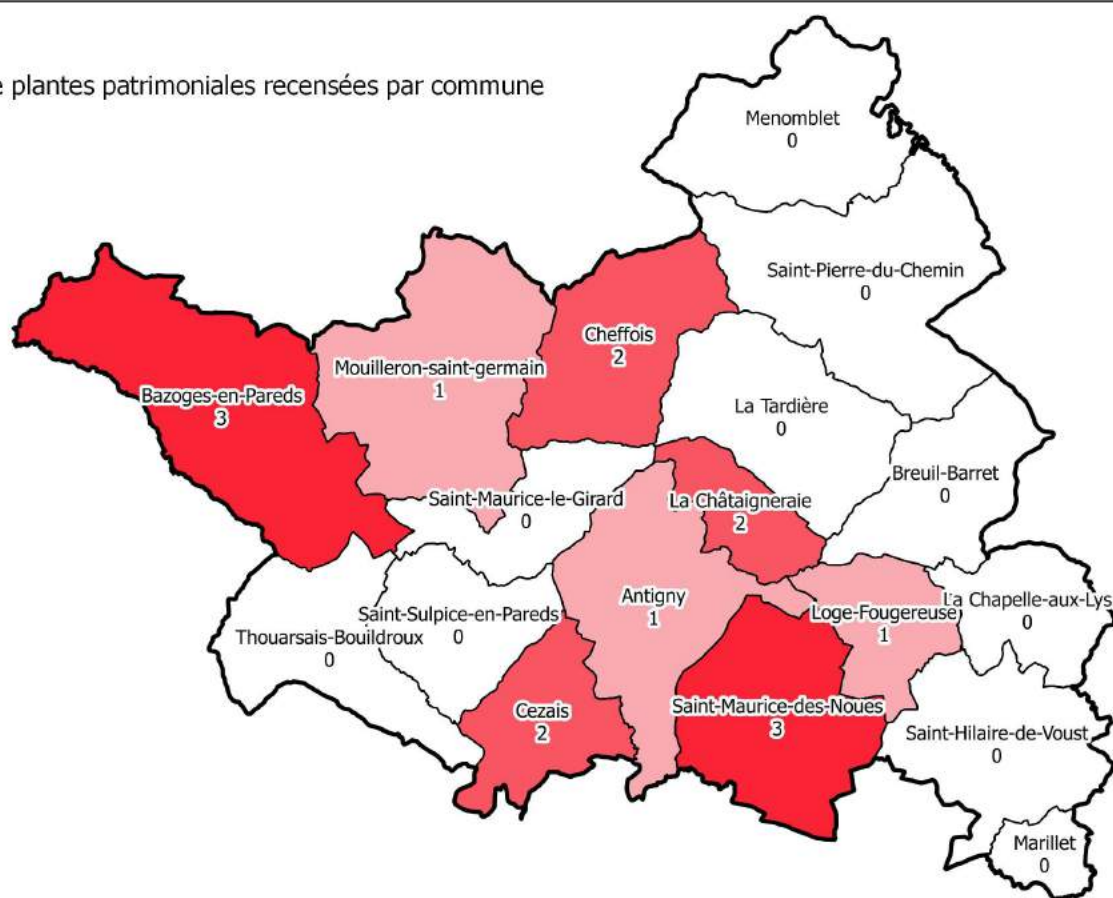 plantes patrimoniales recensées par commune
Menomblet
0
Saint-Pierre-du-Chemin
0
Cheffois
2
Mouilleron-saint-germain
1
Bazoges-en-Pareds
3
La Tardière
0
Breuil-Barret
0
Saint-Maurice-le-Girard
0
La Châtaigneraie
2
Antigny
1
Loge-Fougereuse
1
La Chapelle-aux-Lys
0
Saint-Sulpice-en-Pareds
0
Thouarsais-Bouildroux
0
Cezais
2
Saint-Maurice-des-Noues
3
Saint-Hilaire-de-Voust
0
Marillet
0